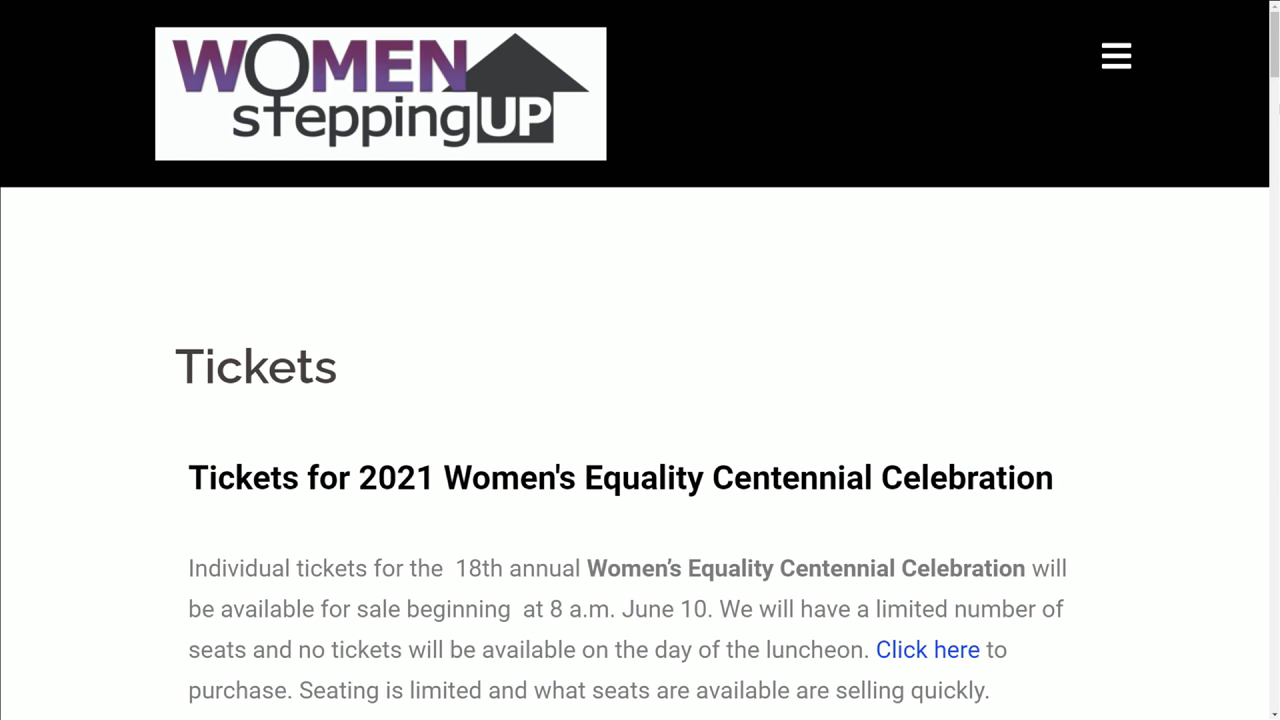 WOMEN
stepping UP
Tickets
Tickets for 2021 Women's Equality Centennial Celebration
Individual tickets for the  18th annual Women’s Equality Centennial Celebration will
be available for sale beginning  at 8 a.m. June 10. We will have a limited number of
seats and no tickets will be available on the day of the luncheon. Click here to
purchase. Seating is limited and what seats are available are selling quickly.